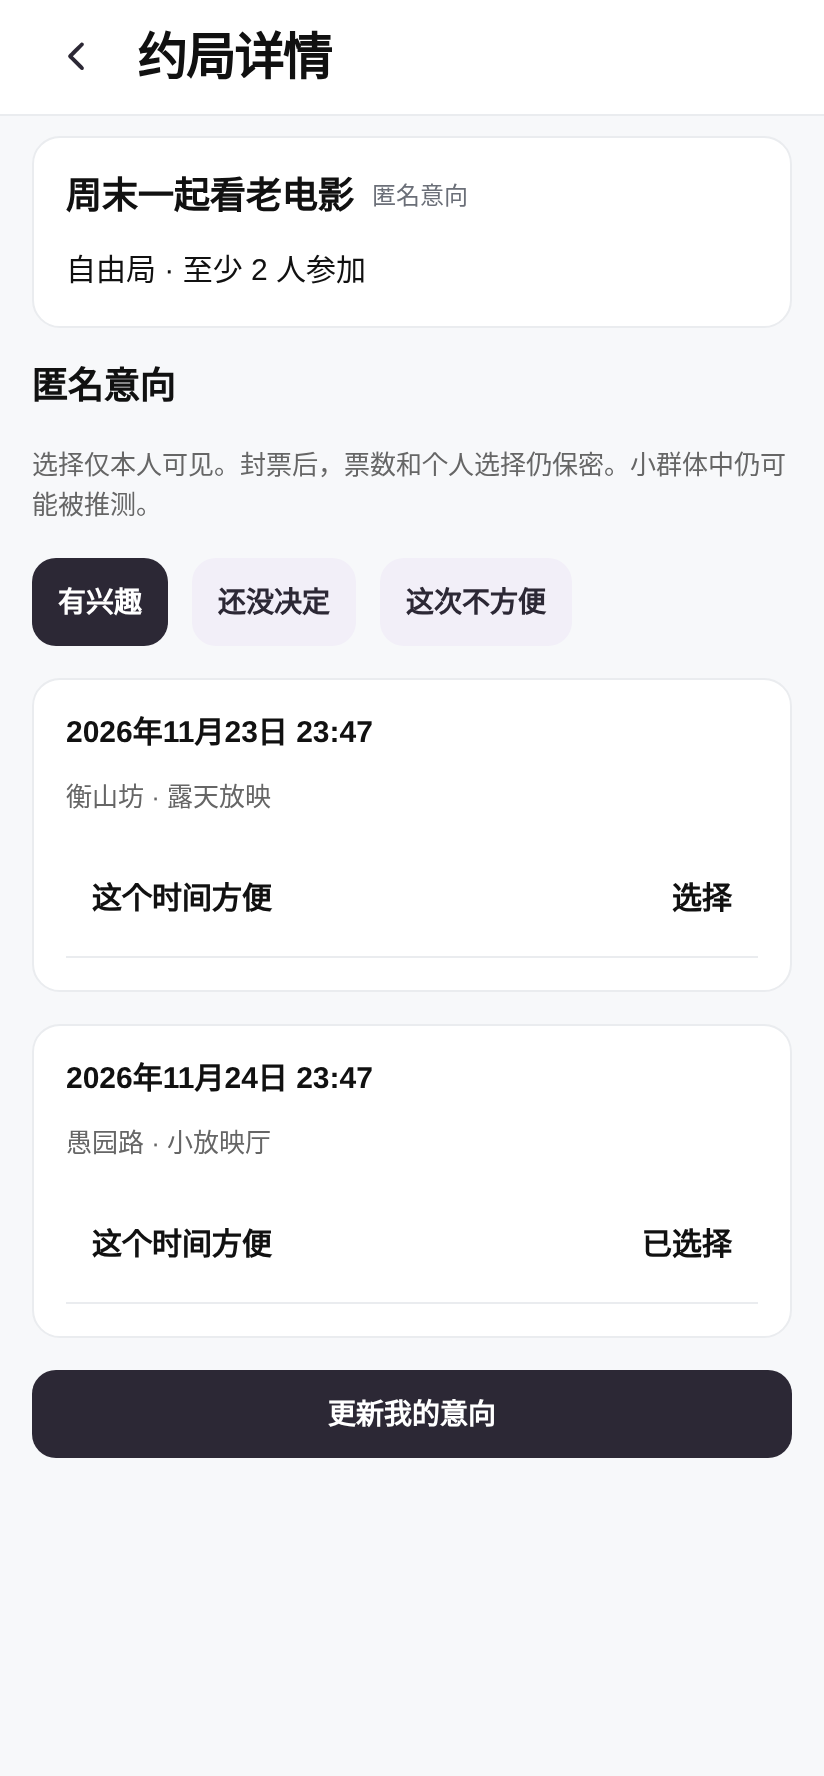 约局详情
周末一起看老电影 匿名意向
自由局 · 至少 2 人参加
匿名意向
选择仅本人可见。封票后，票数和个人选择仍保密。小群体中仍可
能被推测。
有兴趣 还没决定 这次不方便
2026年11月23日 23:47
衡山坊 · 露天放映
这个时间方便 选择
2026年11月24日 23:47
愚园路 · 小放映厅
这个时间方便 已选择
更新我的意向